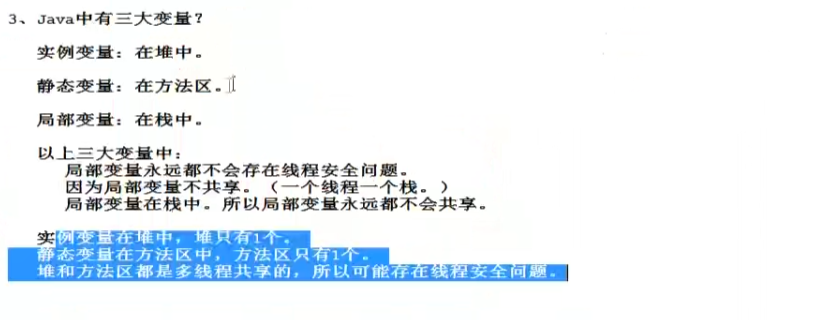 3、Java中有三大变量？
实例变量：在堆中。
静态变量：在方法区。
局部变量：在栈中。
以上三大变量中：
局部变量永远都不会存在线程安全问题。
因为局部变量不共享。（一个线程一个栈。）
局部变量在栈中。所以局部变量永远都不会共享。
实例变量在堆中，堆只有1个。
静态变量在方法区中，方法区只有1个。
堆和方法区都是多线程共享的，所以可能存在线程安全问题。